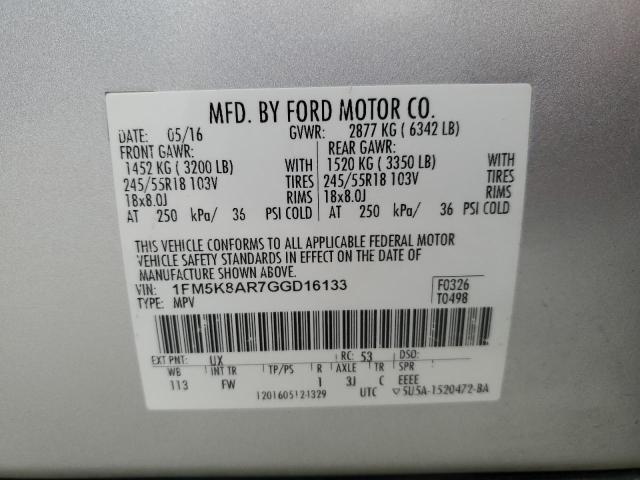 MFD. BY FORD MOTOR CO.
DATE: 05/16 GVWR: 2877 KG ( 6342 LB)
FRONT GAWR: REAR GAWR:
1452 KG ( 3200 LB) WITH 1520 KG ( 3350 LB) WITH
245/55R18 103V TIRES 245/55R18 103V TIRES
18x8.0J RIMS 18x8.0J RIMS
AT 250 kPa/ 36 PSI COLD AT 250 kPa/ 36 PSI COLD
THIS VEHICLE CONFORMS TO ALL APPLICABLE FEDERAL MOTOR
VEHICLE SAFETY STANDARDS IN EFFECT ON THE DATE OF
MANUFACTURE SHOWN ABOVE.
VIN: 1FM5K8AR7GGD16133 F0326
TYPE: MPV T0498
EXT PNT: UX RC: 53 DSO:
WB INT TR TP/PS R AXLE TR SPR
113 FW 1 3J C EEEE
1201605121329 UTC ▽5U5A-1520472-BA